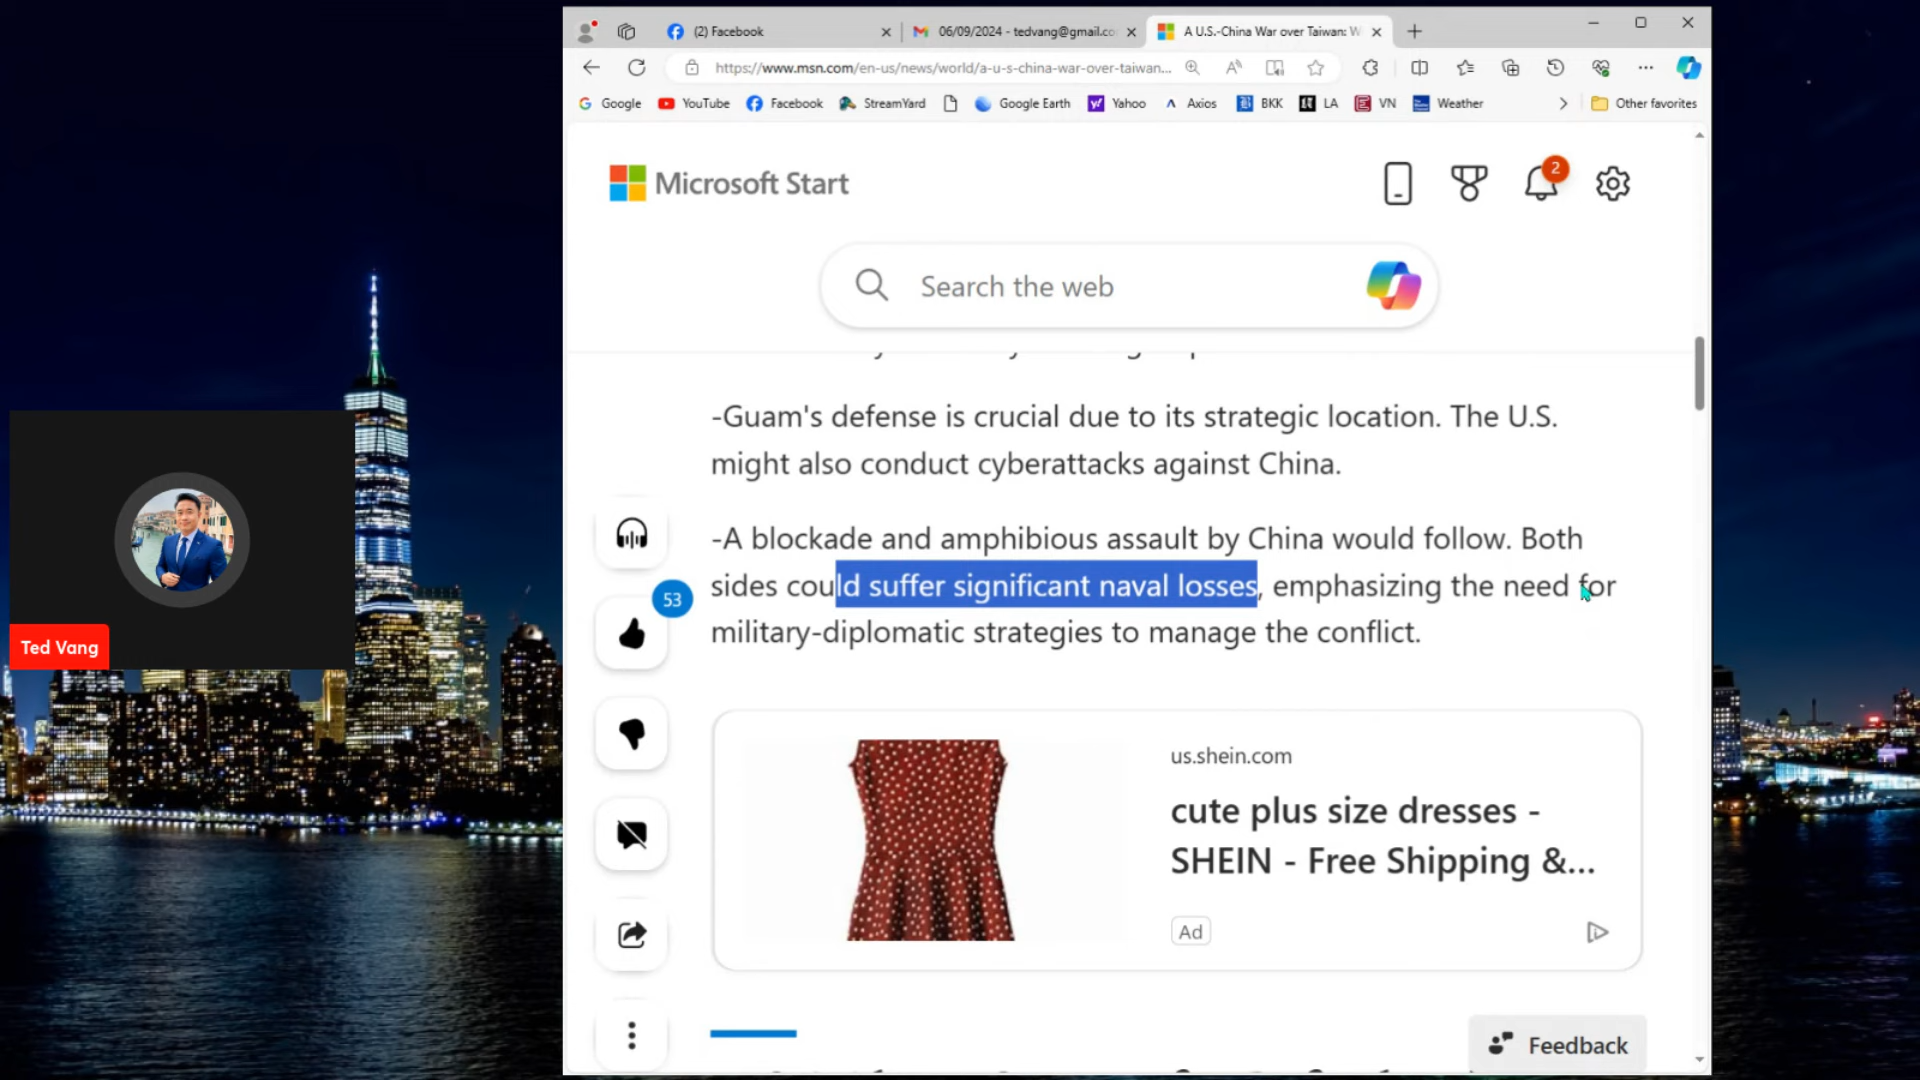 (2) Facebook
06/09/2024 - tedvang@gmail.co
A U.S.-China War over Taiwan: W
https://www.msn.com/en-us/news/world/a-u-s-china-war-over-taiwan...
Google
YouTube
Facebook
StreamYard
Google Earth
Yahoo
Axios
BKK
LA
VN
Weather
Other favorites
Microsoft Start
2
Search the web
-Guam's defense is crucial due to its strategic location. The U.S.
might also conduct cyberattacks against China.
-A blockade and amphibious assault by China would follow. Both
sides could suffer significant naval losses, emphasizing the need for
military-diplomatic strategies to manage the conflict.
53
Ted Vang
us.shein.com
cute plus size dresses -
SHEIN - Free Shipping &...
Ad
Feedback